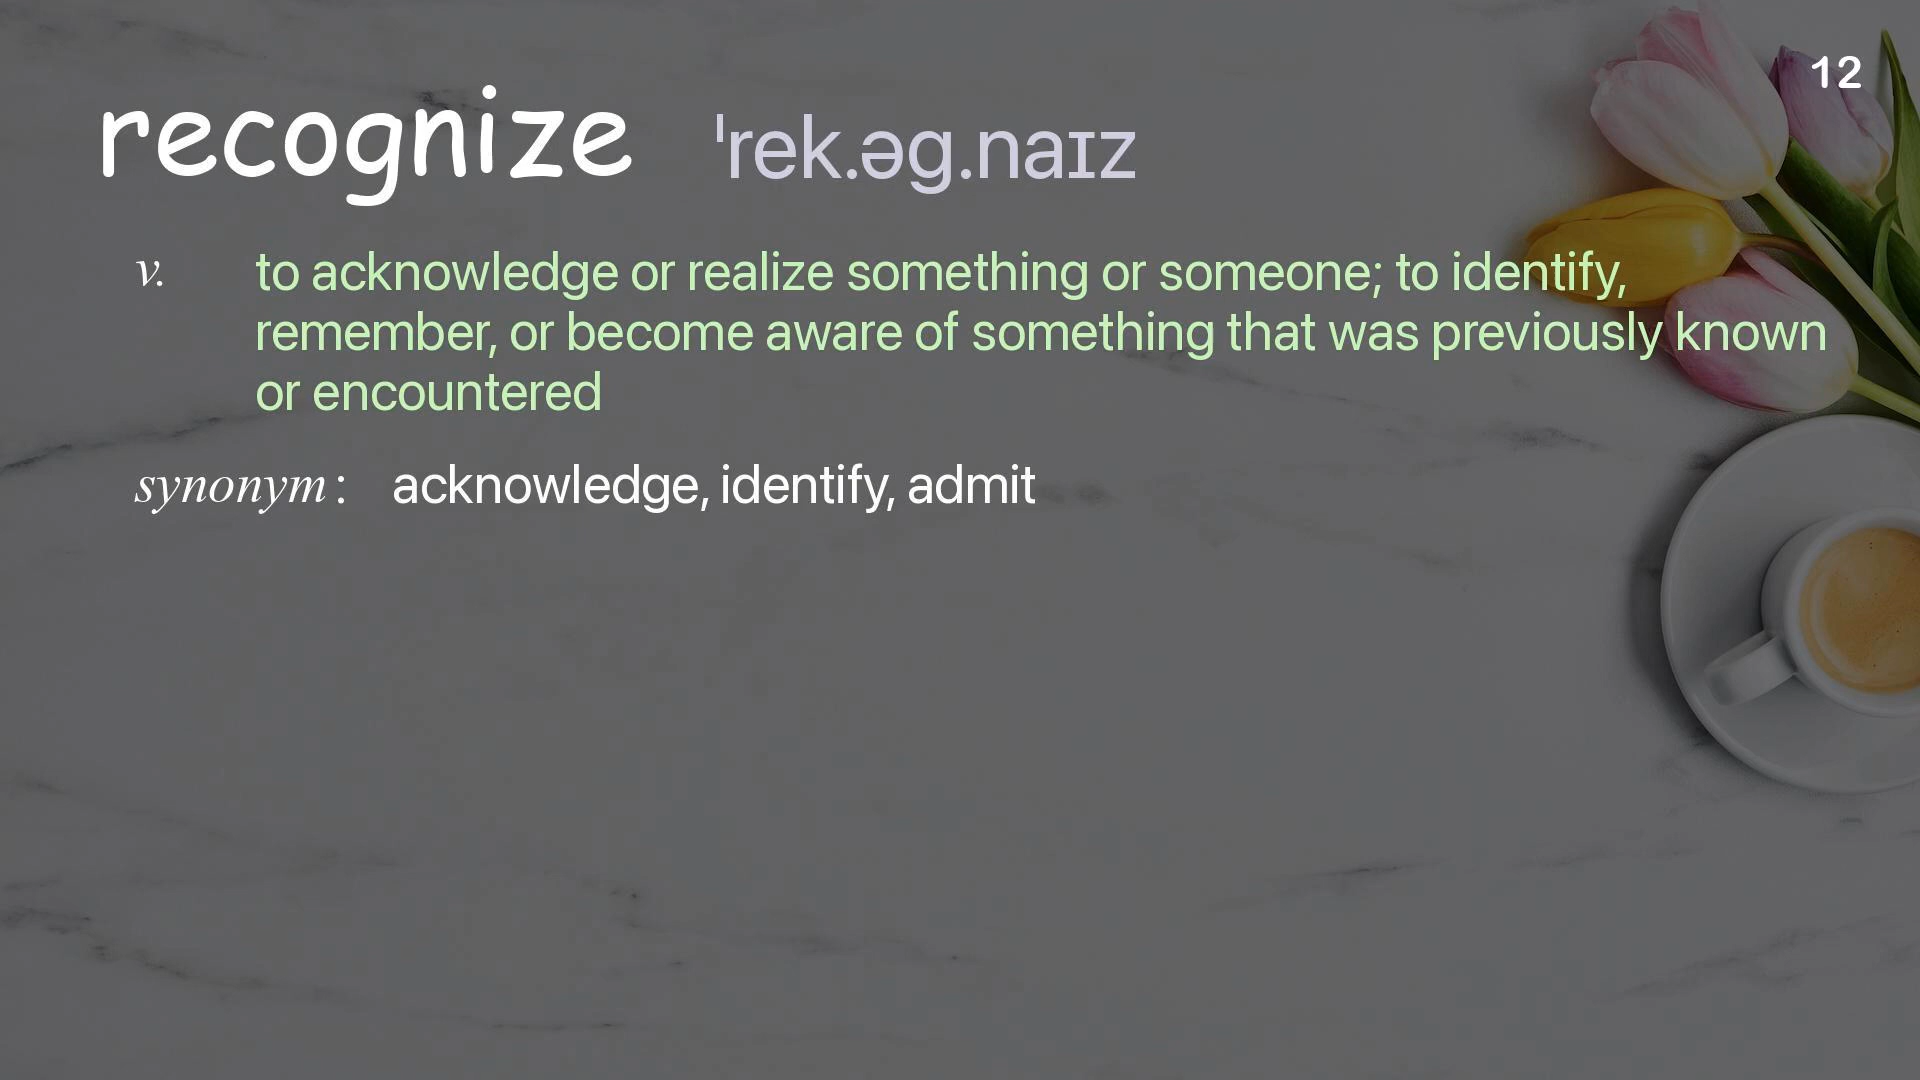 12
recognize ˈrek.əg.naɪz
v. to acknowledge or realize something or someone; to identify,
remember, or become aware of something that was previously known
or encountered
synonym : acknowledge, identify, admit